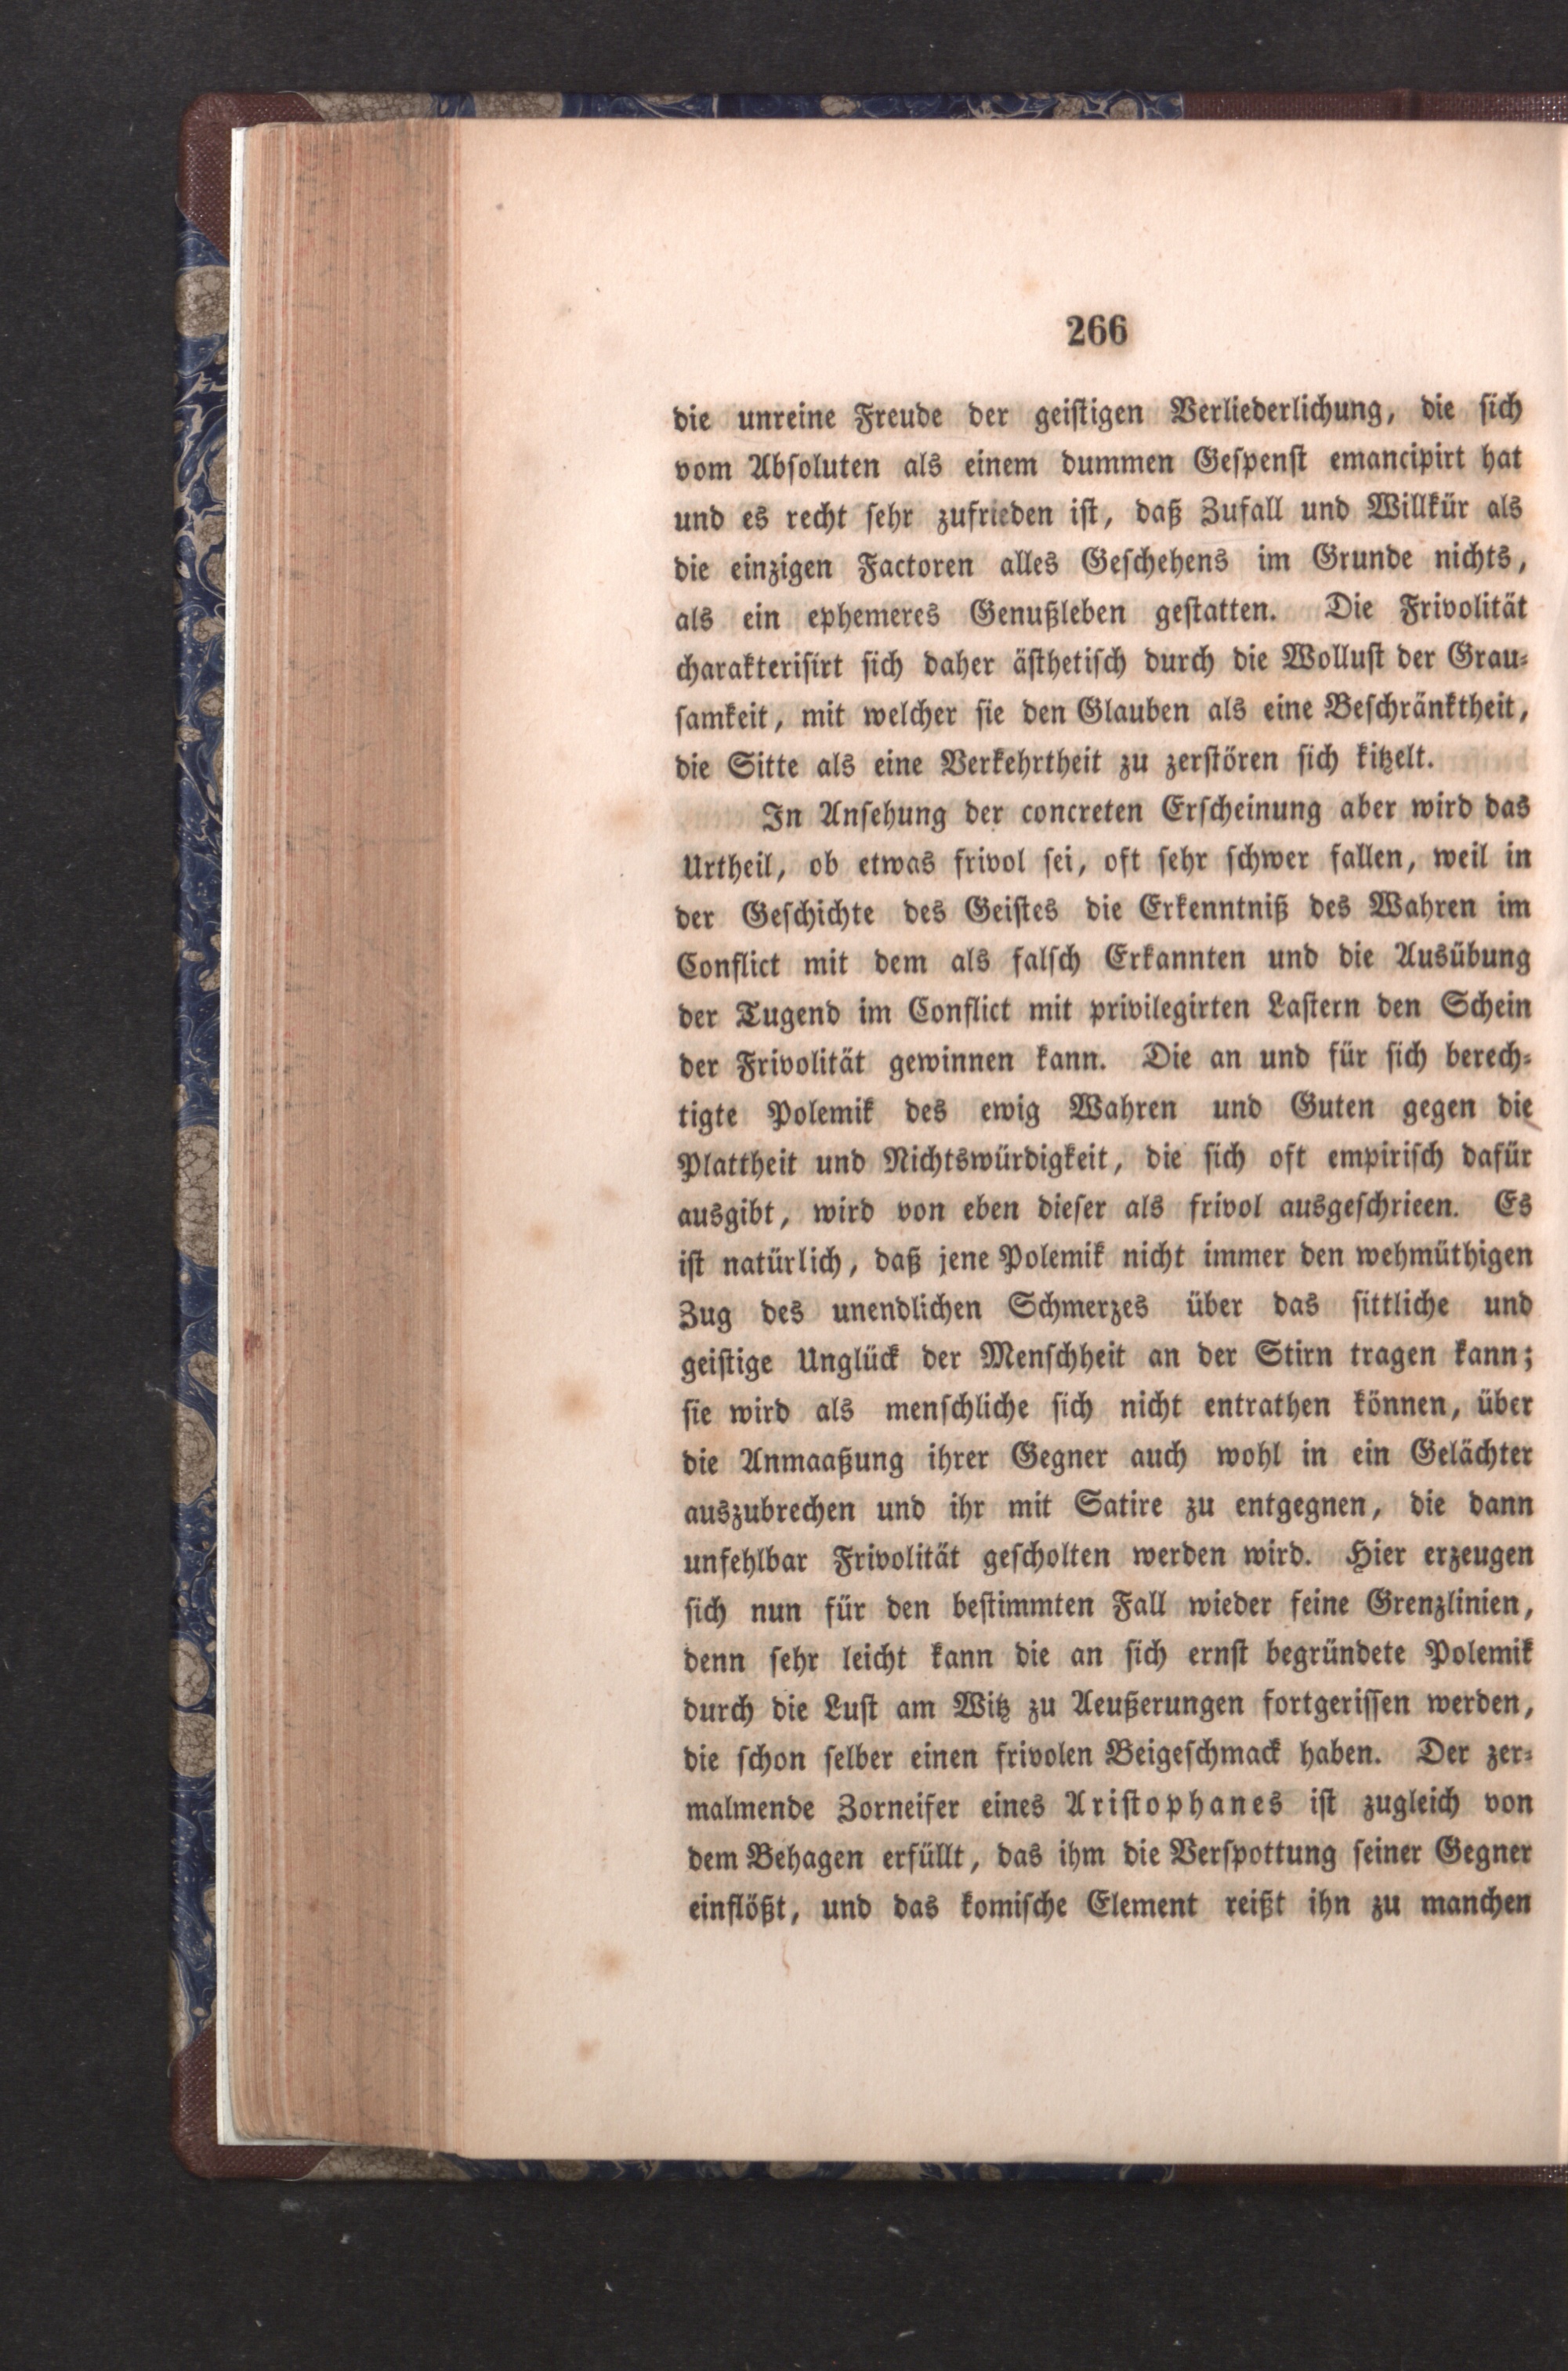 266
die unreine Freude der geiſtigen Verliederlichung, die ſich
vom Abſoluten als einem dummen Geſpenſt emancipirt hat
und es recht ſehr zufrieden iſt, daß Zufall und Willkür als
die einzigen Factoren alles Geſchehens im Grunde nichts,
als ein ephemeres Genußleben geſtatten. Die Frivolität
charakteriſirt ſich daher äſthetiſch durch die Wolluſt der Grau⸗
ſamkeit, mit welcher ſie den Glauben als eine Beſchränktheit,
die Sitte als eine Verkehrtheit zu zerſtören ſich kitzelt.
In Anſehung der concreten Erſcheinung aber wird das
Urtheil, ob etwas frivol ſei, oft ſehr ſchwer fallen, weil in
der Geſchichte des Geiſtes die Erkenntniß des Wahren im
Conflict mit dem als falſch Erkannten und die Ausübung
der Tugend im Conflict mit privilegirten Laſtern den Schein
der Frivolität gewinnen kann. Die an und für ſich berech⸗
tigte Polemik des ewig Wahren und Guten gegen die
Plattheit und Nichtswürdigkeit, die ſich oft empiriſch dafür
ausgibt, wird von eben dieſer als frivol ausgeſchrieen. Es
iſt natürlich, daß jene Polemik nicht immer den wehmüthigen
Zug des unendlichen Schmerzes über das ſittliche und
geiſtige Unglück der Menſchheit an der Stirn tragen kann;
ſie wird als menſchliche ſich nicht entrathen können, über
die Anmaaßung ihrer Gegner auch wohl in ein Gelächter
auszubrechen und ihr mit Satire zu entgegnen, die dann
unfehlbar Frivolität geſcholten werden wird. Hier erzeugen
ſich nun für den beſtimmten Fall wieder feine Grenzlinien,
denn ſehr leicht kann die an ſich ernſt begründete Polemik
durch die Luſt am Witz zu Aeußerungen fortgeriſſen werden,
die ſchon ſelber einen frivolen Beigeſchmack haben. Der zer⸗
malmende Zorneifer eines Ariſtophanes iſt zugleich von
dem Behagen erfüllt, das ihm die Verſpottung ſeiner Gegner
einflößt, und das komiſche Element reißt ihn zu manchen